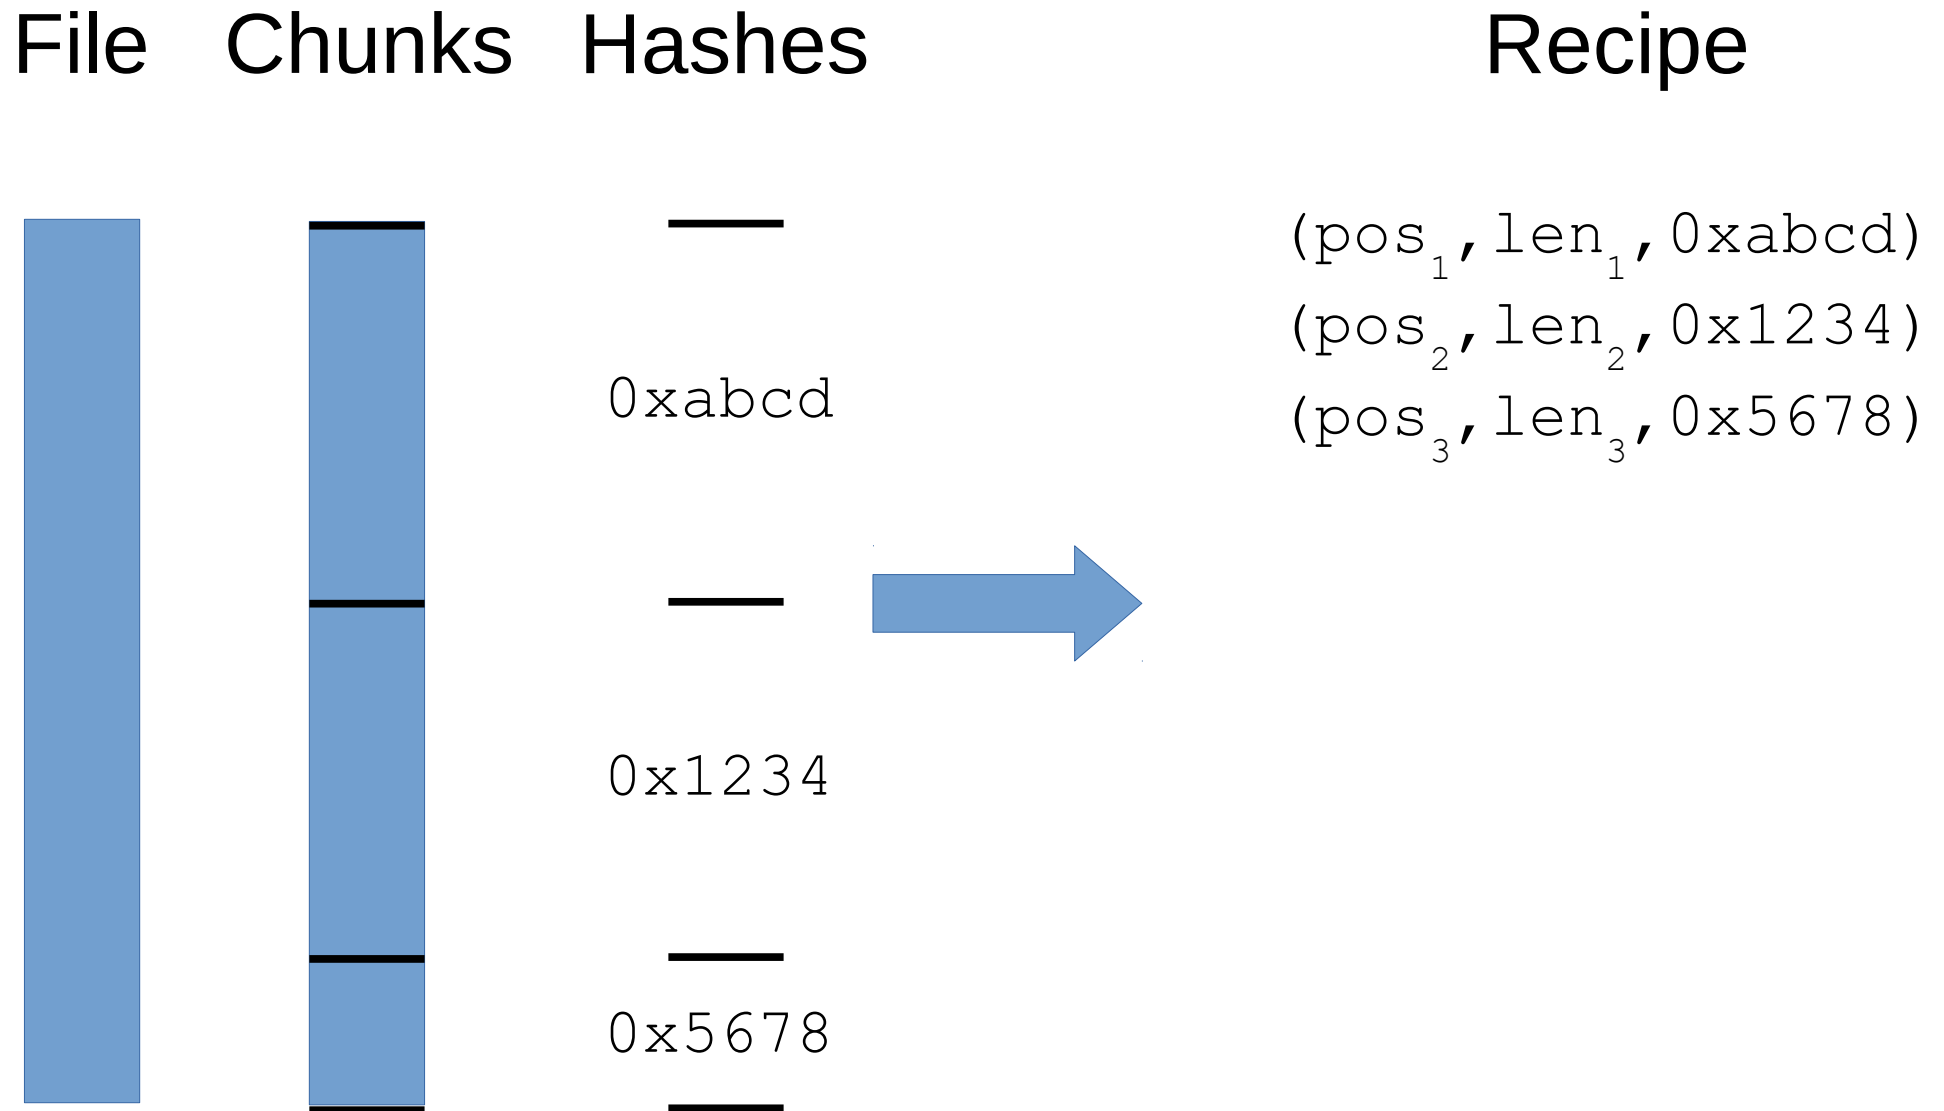 File Chunks Hashes Recipe
(pos1,len1,0xabcd)
(pos2,len2,0x1234)
(pos3,len3,0x5678)
0xabcd
0x1234
0x5678